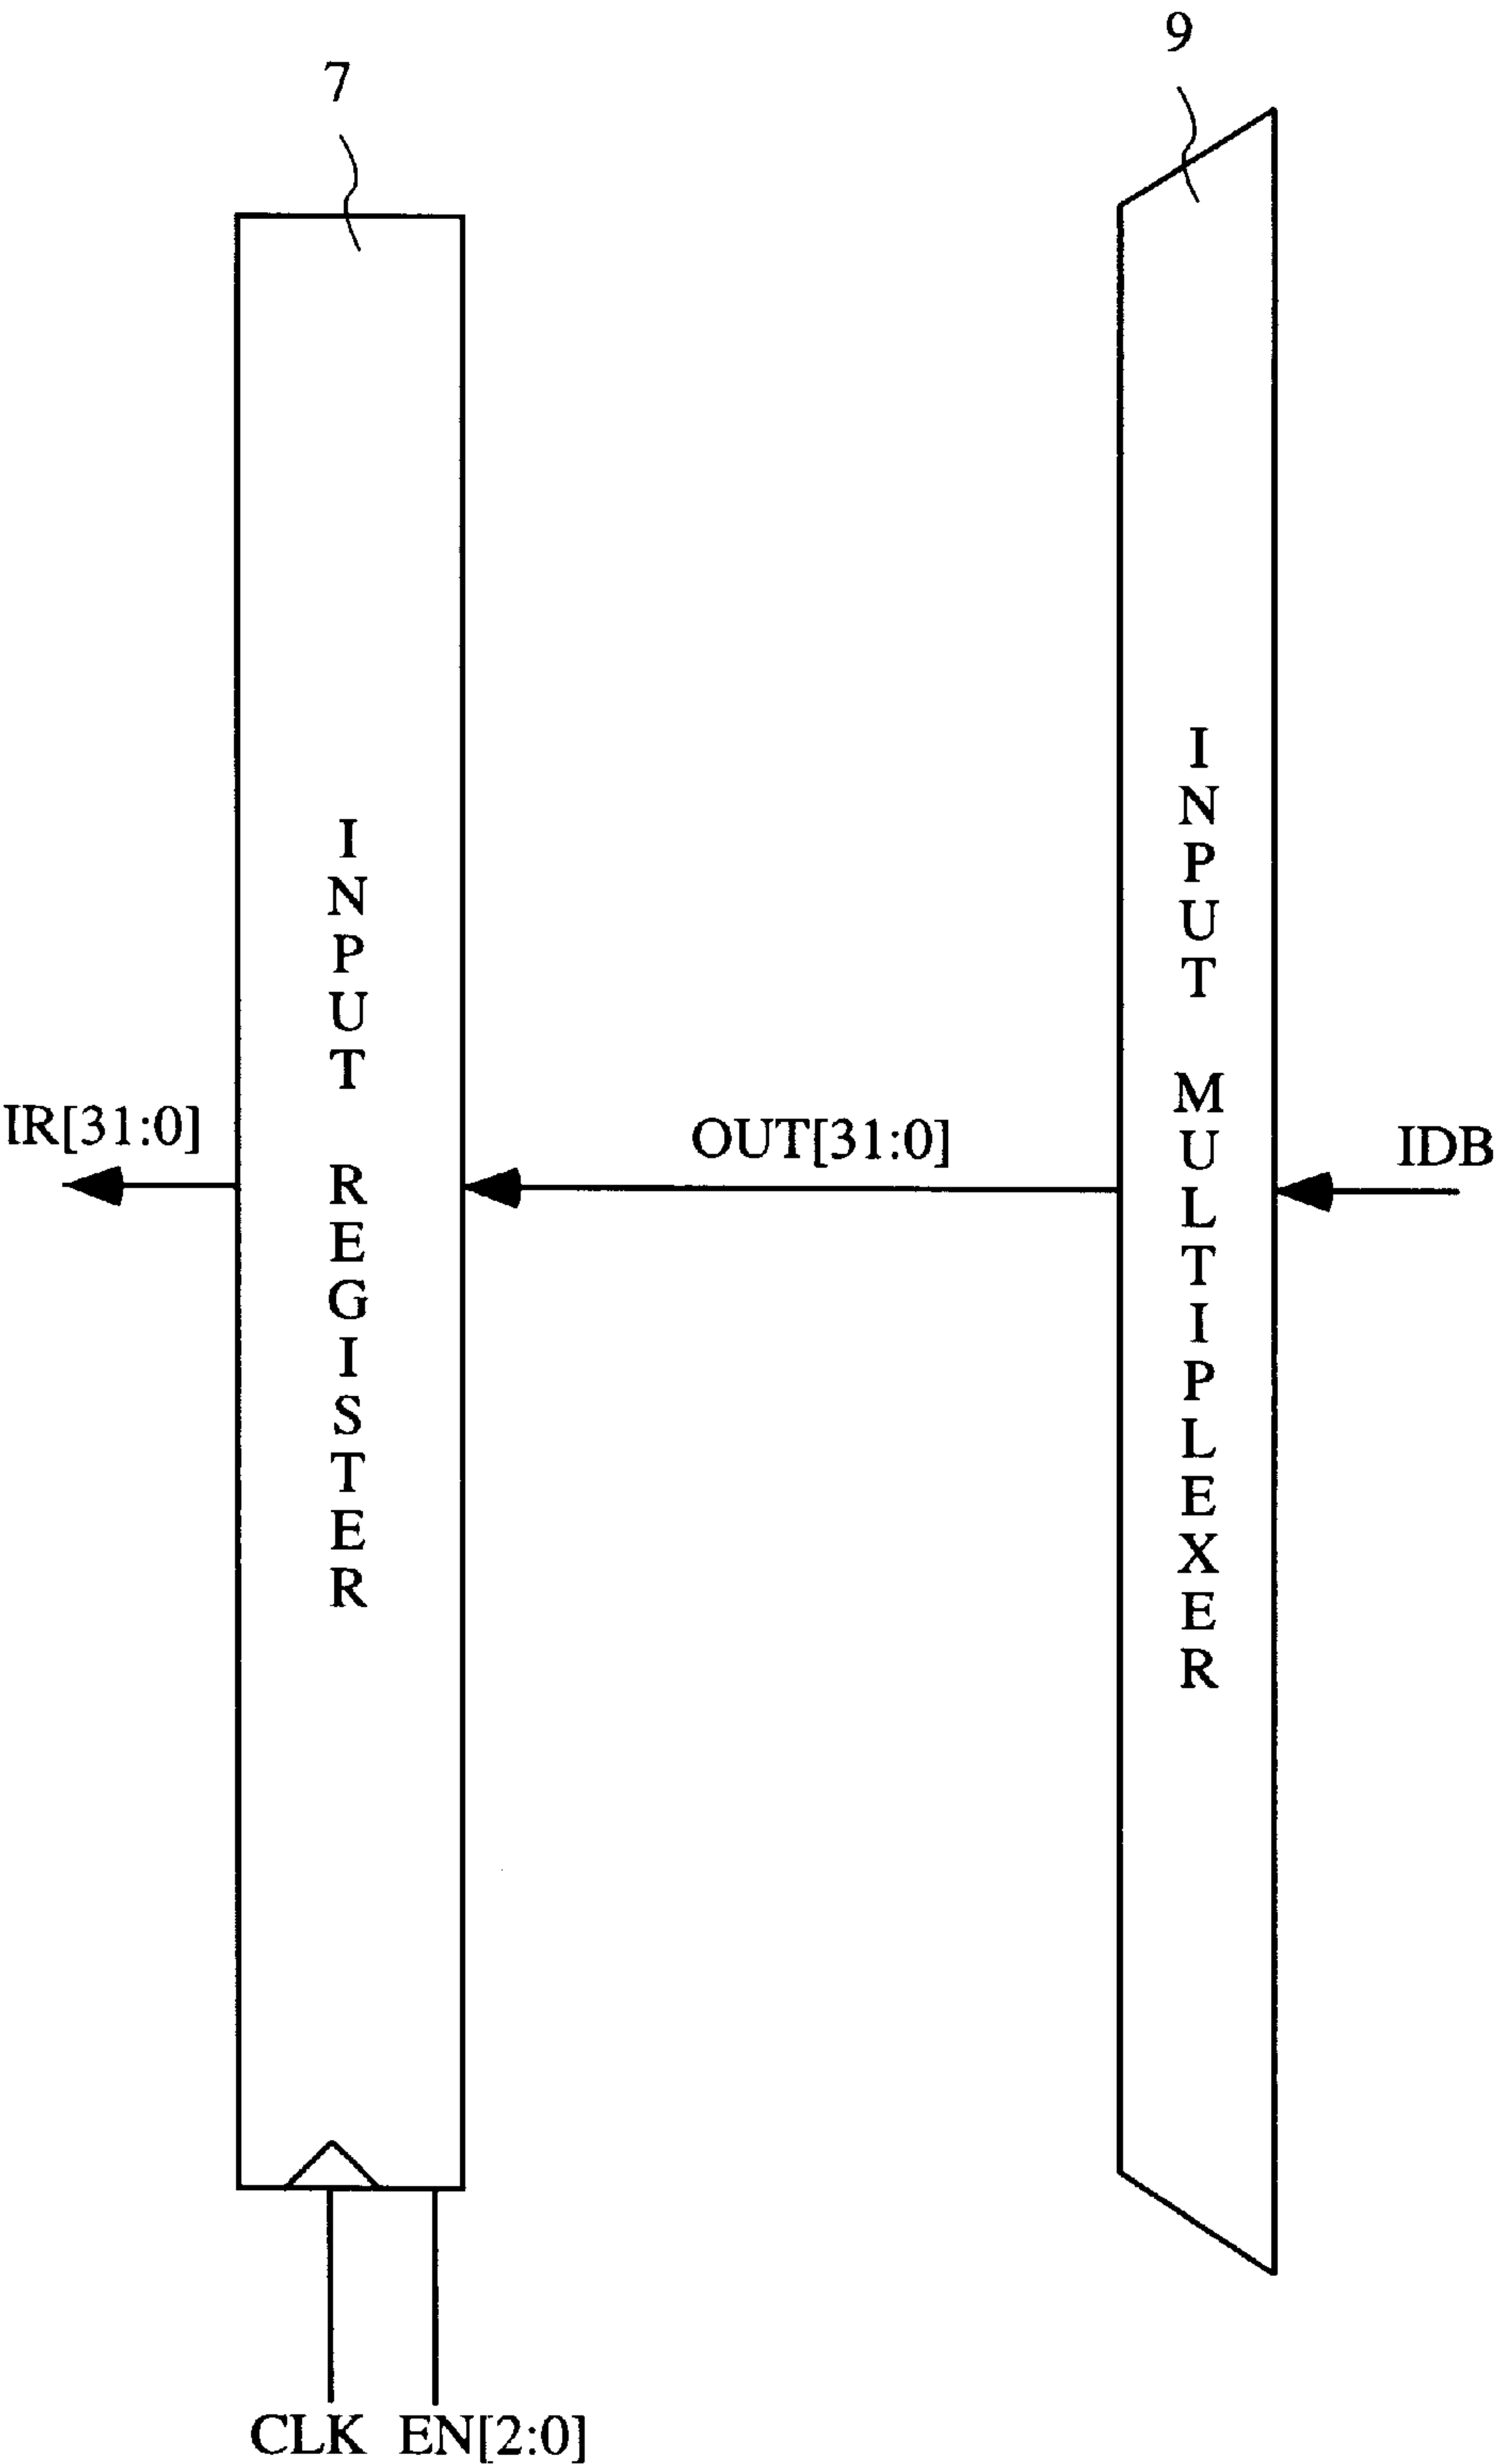 7
9
INPUT REGISTER
INPUT MULTIPLEXER
IR[31:0]
OUT[31:0]
IDB
CLK EN[2:0]